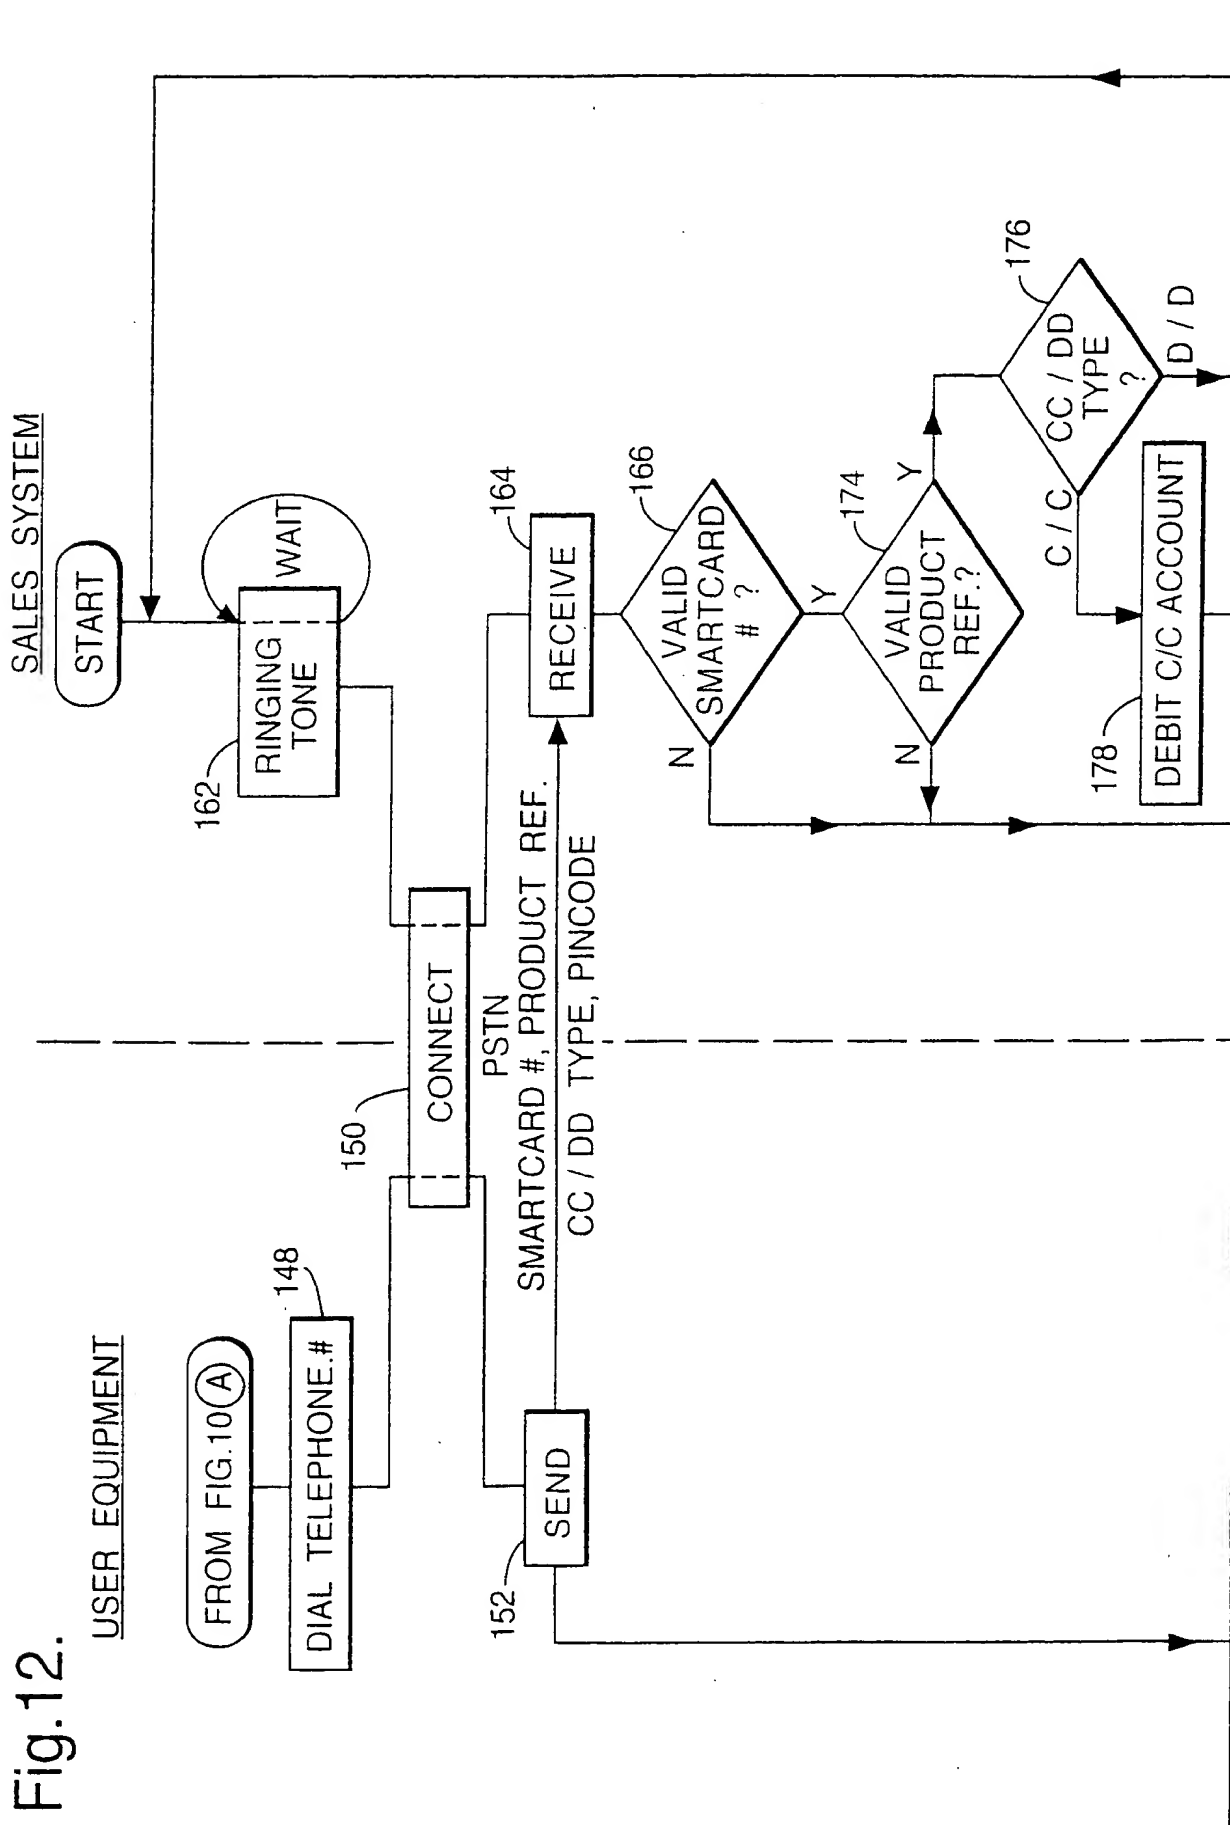 Fig.12.
USER EQUIPMENT
SALES SYSTEM
START
FROM FIG.10 A
WAIT
162
RINGING
TONE
148
DIAL TELEPHONE.#
150
CONNECT
PSTN
164
RECEIVE
152
SEND
SMARTCARD #, PRODUCT REF.
CC / DD TYPE, PINCODE
166
VALID
SMARTCARD
# ?
N
Y
174
VALID
PRODUCT
REF.?
N
Y
176
CC / DD
TYPE
?
C / C
D / D
178
DEBIT C/C ACCOUNT